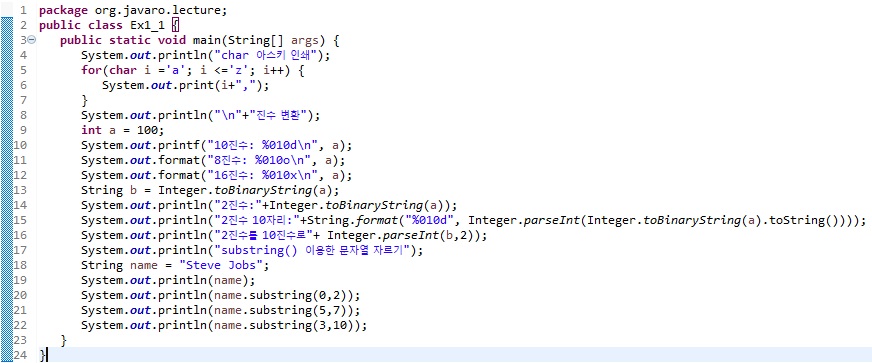 1 package org.javaro.lecture;
2 public class Ex1_1 {
3 public static void main(String[] args) {
4 System.out.println("char 아스키 인쇄");
5 for(char i ='a'; i <='z'; i++) {
6 System.out.print(i+",");
7 }
8 System.out.println("\n"+"진수 변환");
9 int a = 100;
10 System.out.printf("10진수: %010d\n", a);
11 System.out.format("8진수: %010o\n", a);
12 System.out.format("16진수: %010x\n", a);
13 String b = Integer.toBinaryString(a);
14 System.out.println("2진수:"+Integer.toBinaryString(a));
15 System.out.println("2진수 10자리:"+String.format("%010d", Integer.parseInt(Integer.toBinaryString(a).toString())));
16 System.out.println("2진수를 10진수로"+ Integer.parseInt(b,2));
17 System.out.println("substring() 이용한 문자열 자르기");
18 String name = "Steve Jobs";
19 System.out.println(name);
20 System.out.println(name.substring(0,2));
21 System.out.println(name.substring(5,7));
22 System.out.println(name.substring(3,10));
23 }
24 }